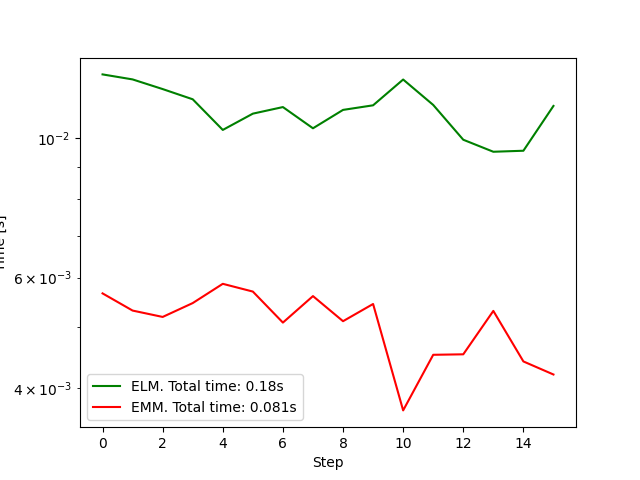 10⁻²
6 × 10⁻³
4 × 10⁻³
Time [s]
ELM. Total time: 0.18s
EMM. Total time: 0.081s
0 2 4 6 8 10 12 14
Step